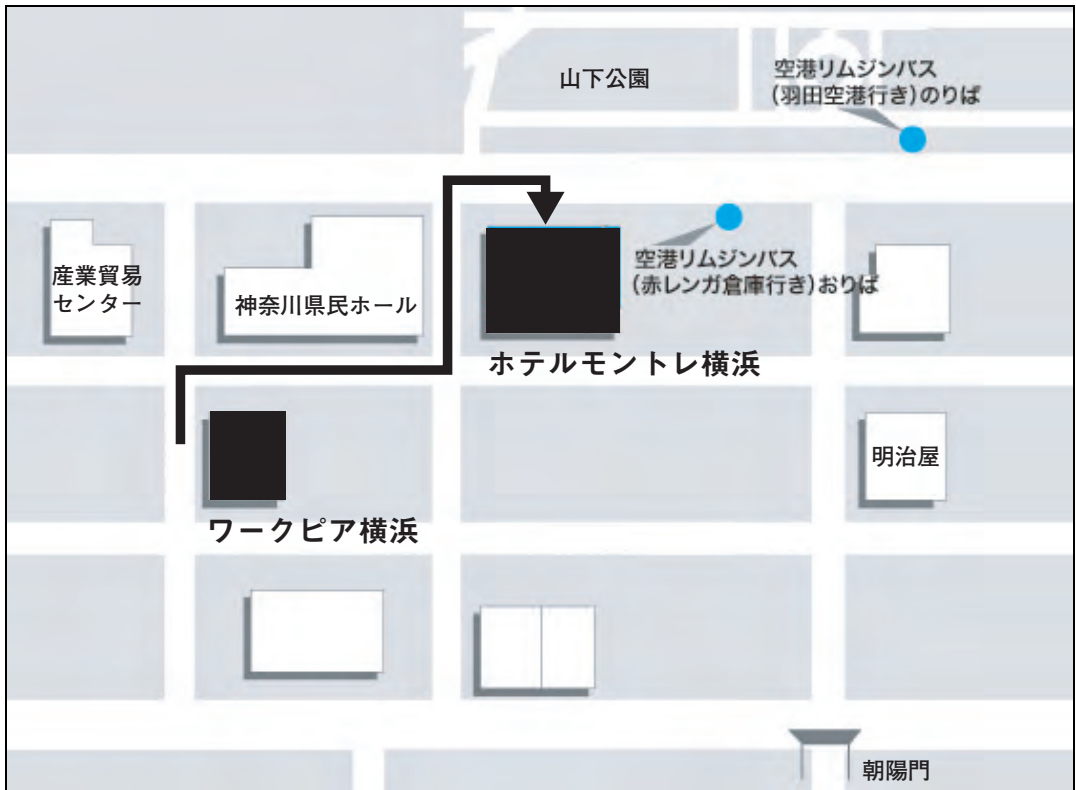 山下公園
空港リムジンバス
(羽田空港行き)のりば
産業貿易
センター
神奈川県民ホール
空港リムジンバス
(赤レンガ倉庫行き)おりば
ホテルモントレ横浜
明治屋
ワークピア横浜
朝陽門